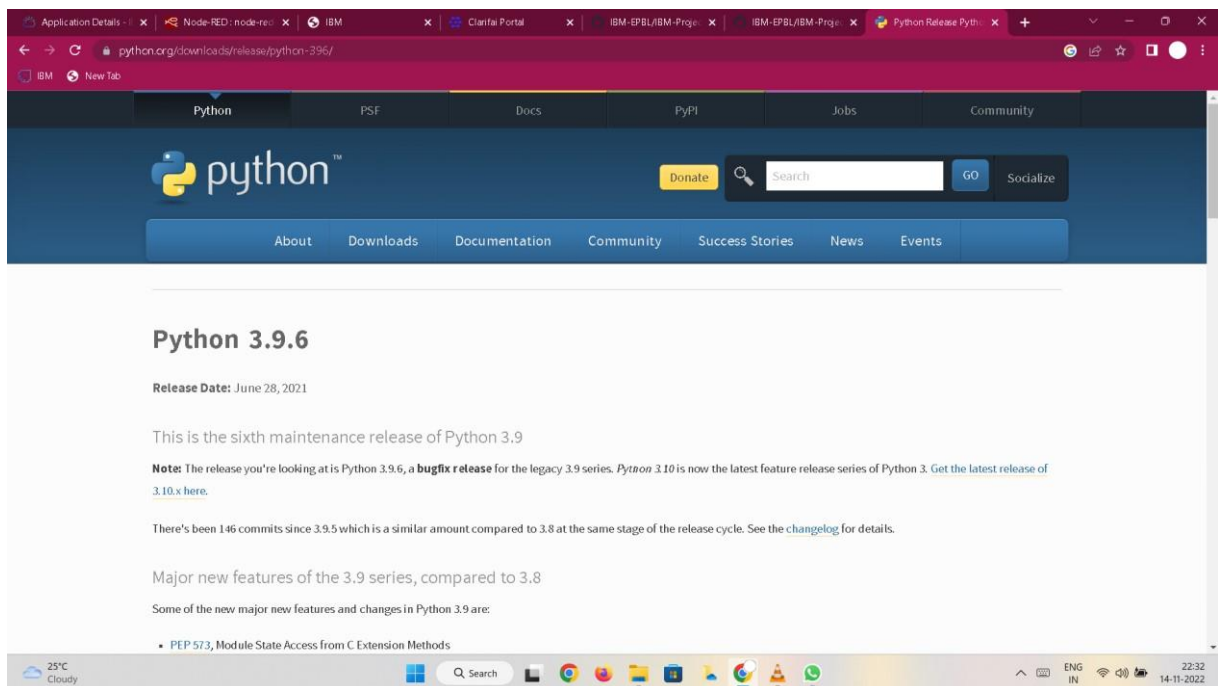 Application Details - I
Node-RED : node-red
IBM
Clarifai Portal
IBM-EPBL/IBM-Projec
IBM-EPBL/IBM-Projec
Python Release Pytho
python.org/downloads/release/python-396/
IBM
New Tab
Python PSF Docs PyPI Jobs Community
python™
Donate
Search
GO
Socialize
About Downloads Documentation Community Success Stories News Events
Python 3.9.6
Release Date: June 28, 2021
This is the sixth maintenance release of Python 3.9
Note: The release you're looking at is Python 3.9.6, a bugfix release for the legacy 3.9 series. Python 3.10 is now the latest feature release series of Python 3. Get the latest release of
3.10.x here.
There's been 146 commits since 3.9.5 which is a similar amount compared to 3.8 at the same stage of the release cycle. See the changelog for details.
Major new features of the 3.9 series, compared to 3.8
Some of the new major new features and changes in Python 3.9 are:
• PEP 573, Module State Access from C Extension Methods
25°C
Cloudy
Search
ENG
IN
22:32
14-11-2022